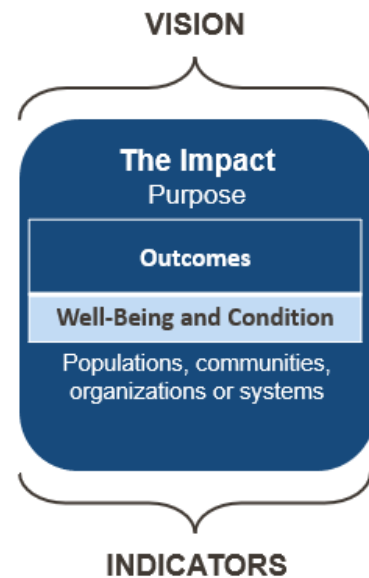 VISION
The Impact
Purpose
Outcomes
Well-Being and Condition
Populations, communities,
organizations or systems
INDICATORS